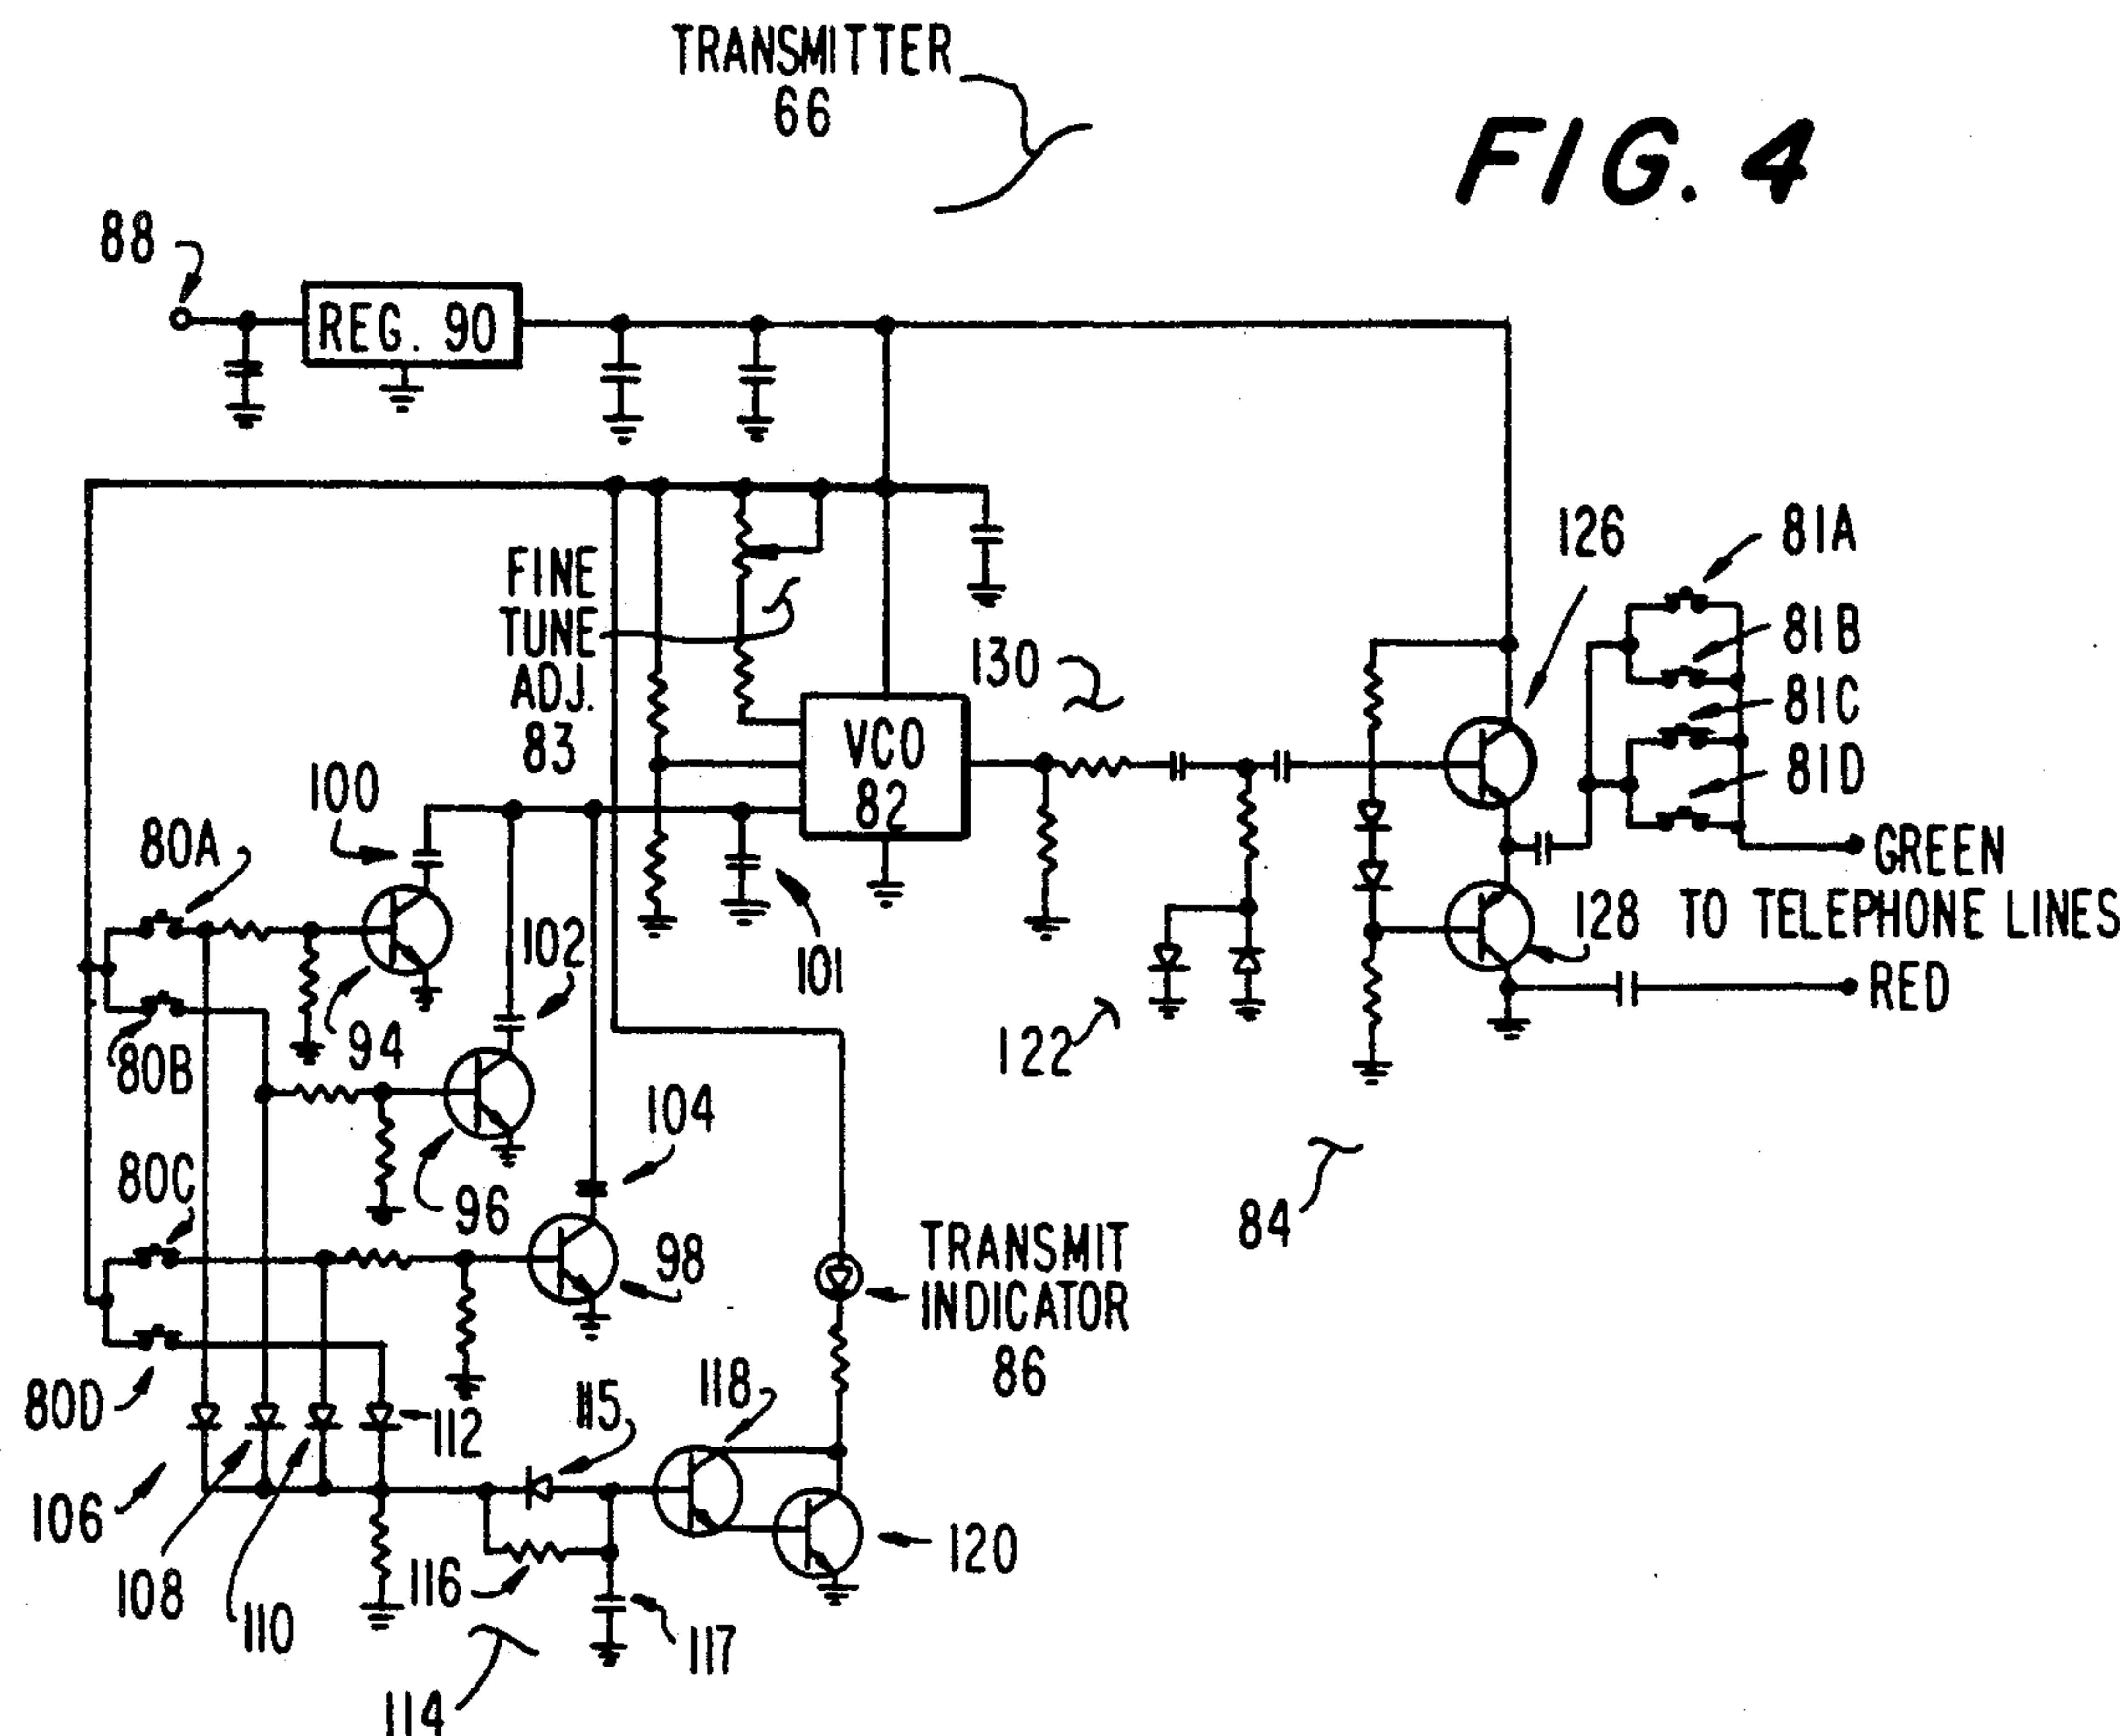 TRANSMITTER
66
FIG. 4
88
REG. 90
FINE
TUNE
ADJ.
83
130
126
81A
81B
81C
81D
VCO
82
100
80A
101
102
94
80B
96
80C
104
98
80D
GREEN
128 TO TELEPHONE LINES
RED
122
84
TRANSMIT
INDICATOR
86
118
115
112
106
108
110
116
117
120
114